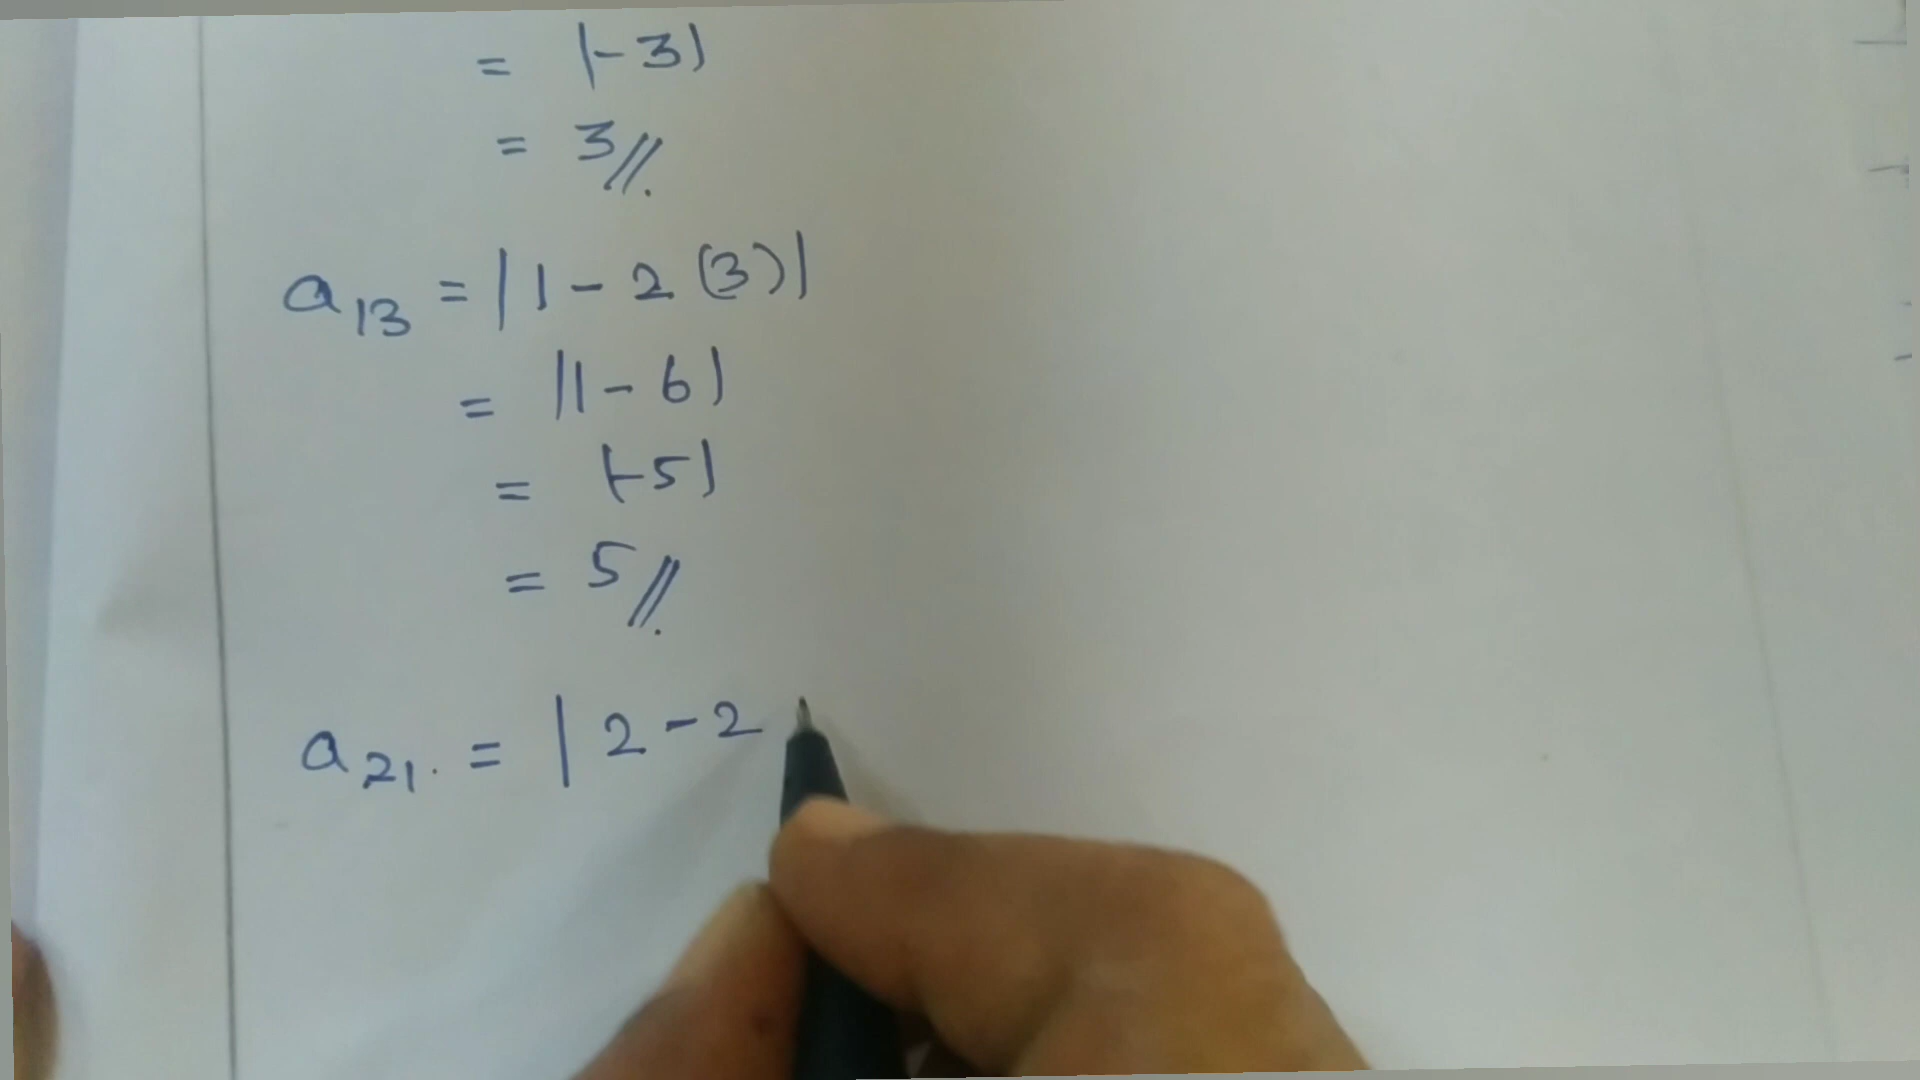 = |-3|
= 3//.
a13 = |1-2(3)|
= |1-6|
= |-5|
= 5//.
a21. = |2-2